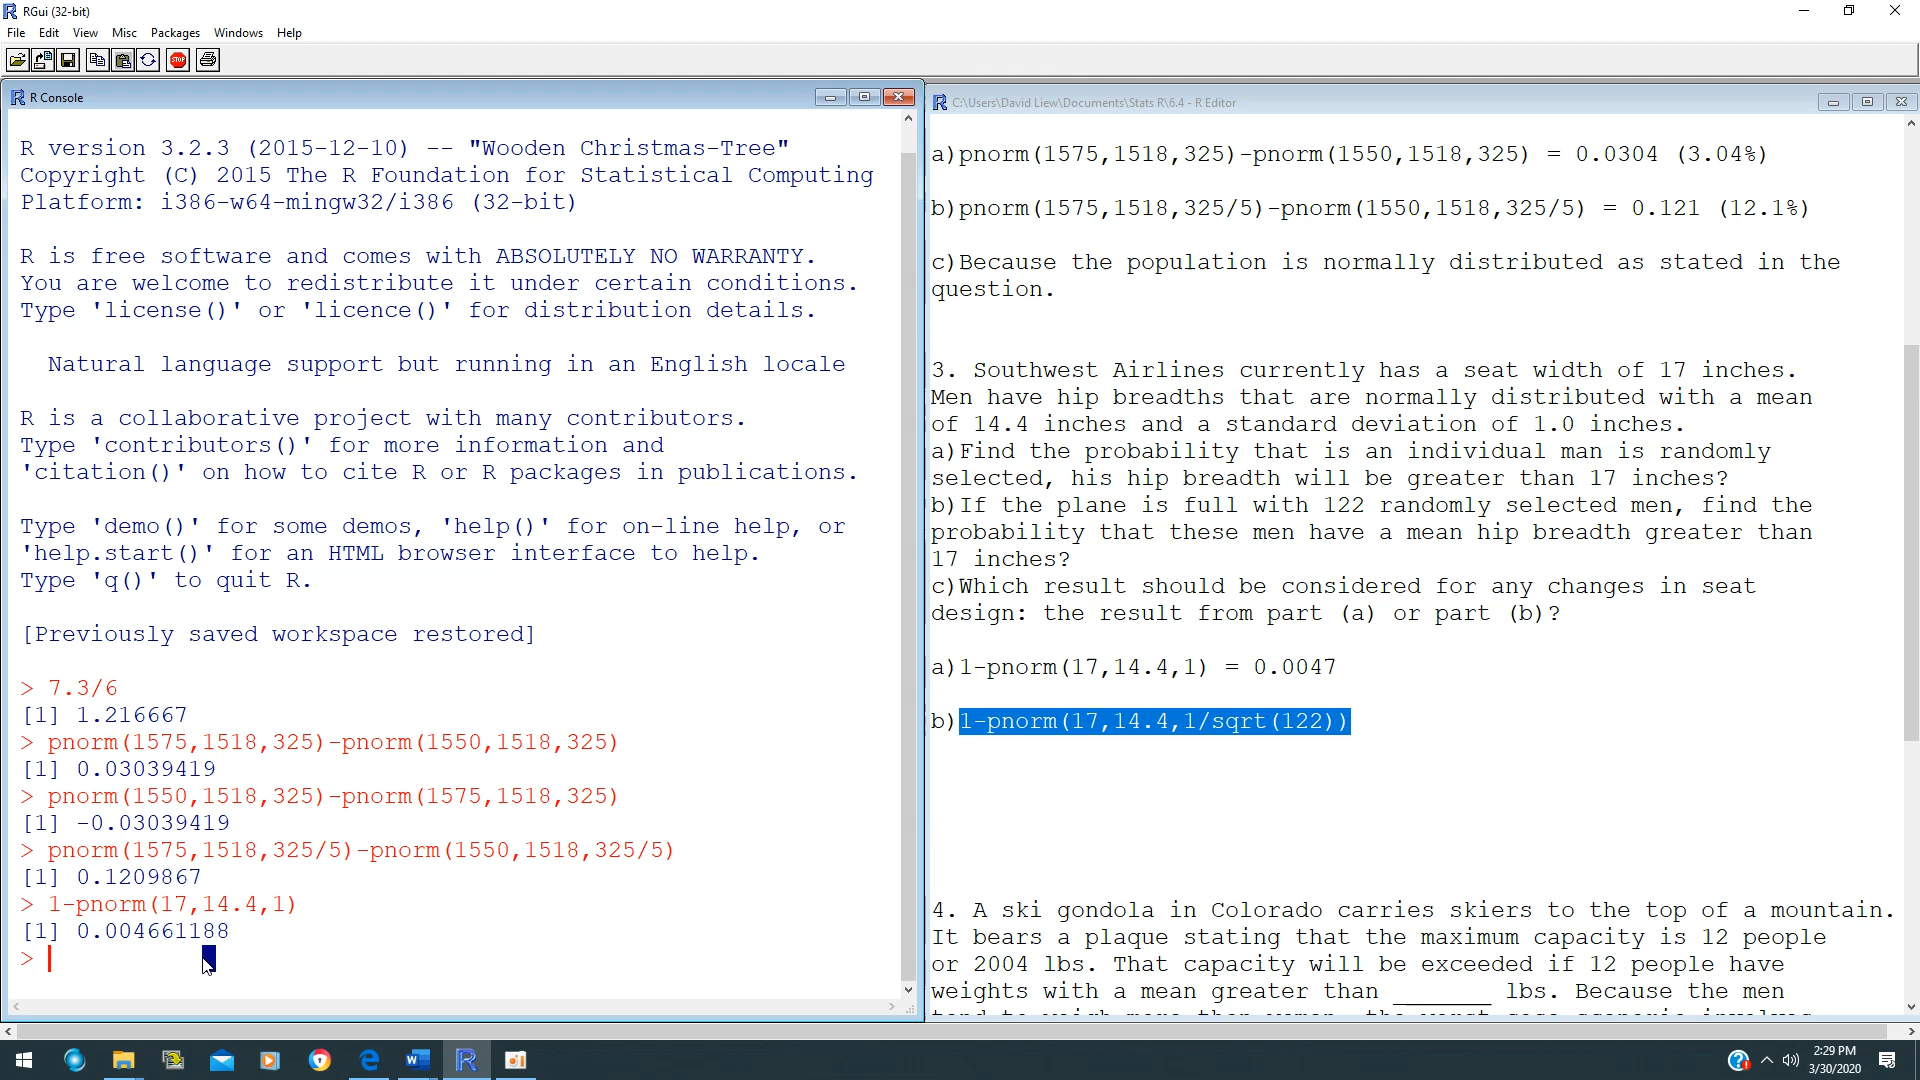 RGui (32-bit)
File Edit View Misc Packages Windows Help
STOP
R Console
R version 3.2.3 (2015-12-10) -- "Wooden Christmas-Tree"
Copyright (C) 2015 The R Foundation for Statistical Computing
Platform: i386-w64-mingw32/i386 (32-bit)
R is free software and comes with ABSOLUTELY NO WARRANTY.
You are welcome to redistribute it under certain conditions.
Type 'license()' or 'licence()' for distribution details.
Natural language support but running in an English locale
R is a collaborative project with many contributors.
Type 'contributors()' for more information and
'citation()' on how to cite R or R packages in publications.
Type 'demo()' for some demos, 'help()' for on-line help, or
'help.start()' for an HTML browser interface to help.
Type 'q()' to quit R.
[Previously saved workspace restored]
> 7.3/6
[1] 1.216667
> pnorm(1575,1518,325)-pnorm(1550,1518,325)
[1] 0.03039419
> pnorm(1550,1518,325)-pnorm(1575,1518,325)
[1] -0.03039419
> pnorm(1575,1518,325/5)-pnorm(1550,1518,325/5)
[1] 0.1209867
> 1-pnorm(17,14.4,1)
[1] 0.004661188
>
C:\Users\David Liew\Documents\Stats R\6.4 - R Editor
a)pnorm(1575,1518,325)-pnorm(1550,1518,325) = 0.0304 (3.04%)
b)pnorm(1575,1518,325/5)-pnorm(1550,1518,325/5) = 0.121 (12.1%)
c)Because the population is normally distributed as stated in the
question.
3. Southwest Airlines currently has a seat width of 17 inches.
Men have hip breadths that are normally distributed with a mean
of 14.4 inches and a standard deviation of 1.0 inches.
a)Find the probability that is an individual man is randomly
selected, his hip breadth will be greater than 17 inches?
b)If the plane is full with 122 randomly selected men, find the
probability that these men have a mean hip breadth greater than
17 inches?
c)Which result should be considered for any changes in seat
design: the result from part (a) or part (b)?
a)1-pnorm(17,14.4,1) = 0.0047
b)1-pnorm(17,14.4,1/sqrt(122))
4. A ski gondola in Colorado carries skiers to the top of a mountain.
It bears a plaque stating that the maximum capacity is 12 people
or 2004 lbs. That capacity will be exceeded if 12 people have
weights with a mean greater than _______ lbs. Because the men
2:29 PM
3/30/2020